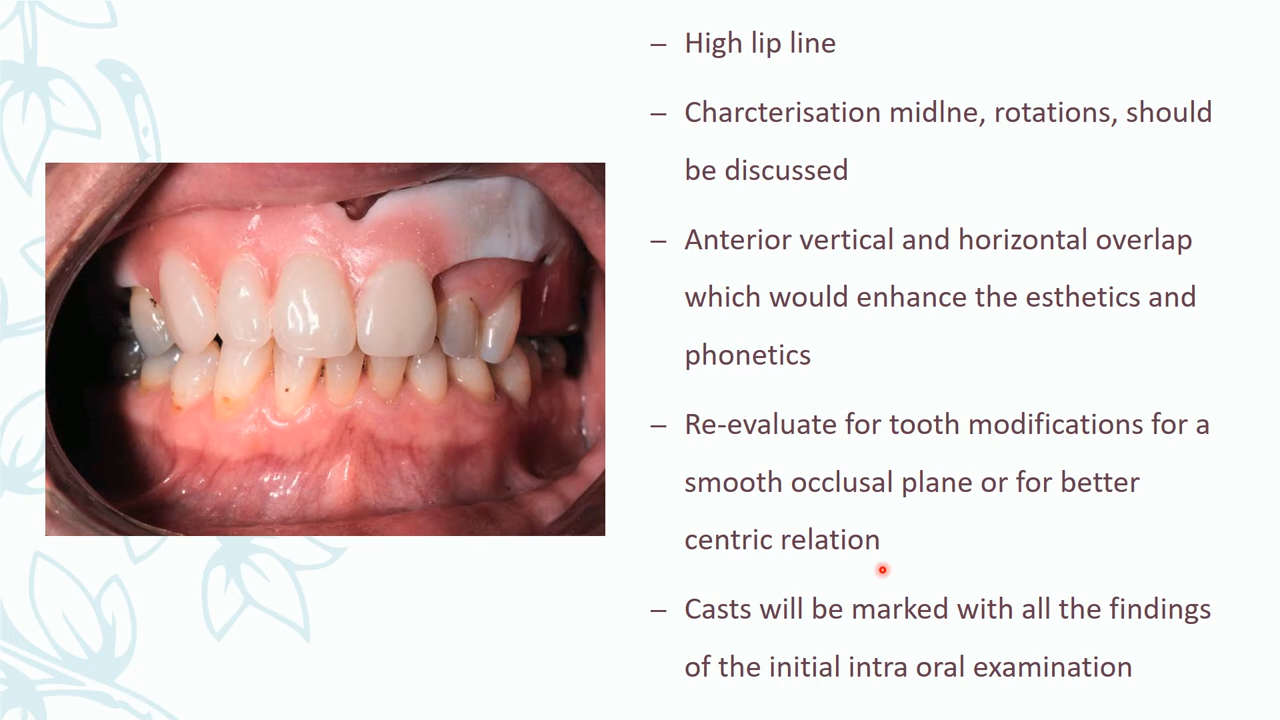 – High lip line
– Charcterisation midlne, rotations, should
be discussed
– Anterior vertical and horizontal overlap
which would enhance the esthetics and
phonetics
– Re-evaluate for tooth modifications for a
smooth occlusal plane or for better
centric relation
– Casts will be marked with all the findings
of the initial intra oral examination